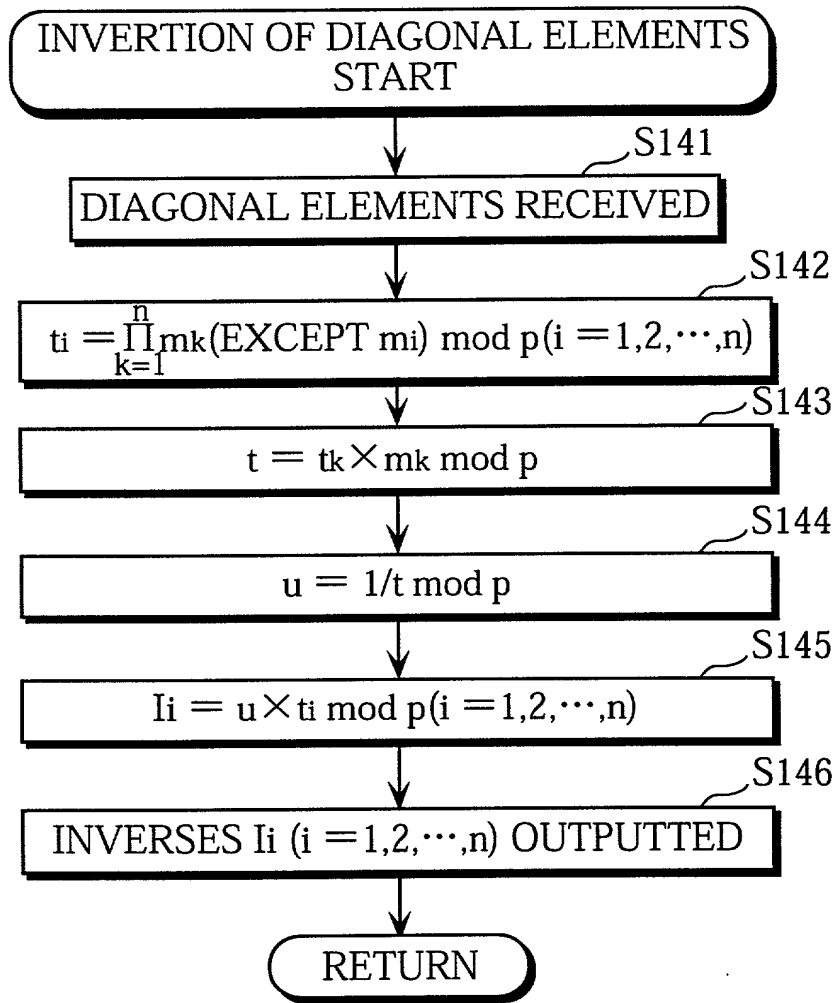 INVERTION OF DIAGONAL ELEMENTS
START
S141
DIAGONAL ELEMENTS RECEIVED
S142
ti = n∏k=1 mk(EXCEPT mi) mod p(i = 1,2,⋯,n)
S143
t = tk×mk mod p
S144
u = 1/t mod p
S145
Ii = u×ti mod p(i = 1,2,⋯,n)
S146
INVERSES Ii (i = 1,2,⋯,n) OUTPUTTED
RETURN